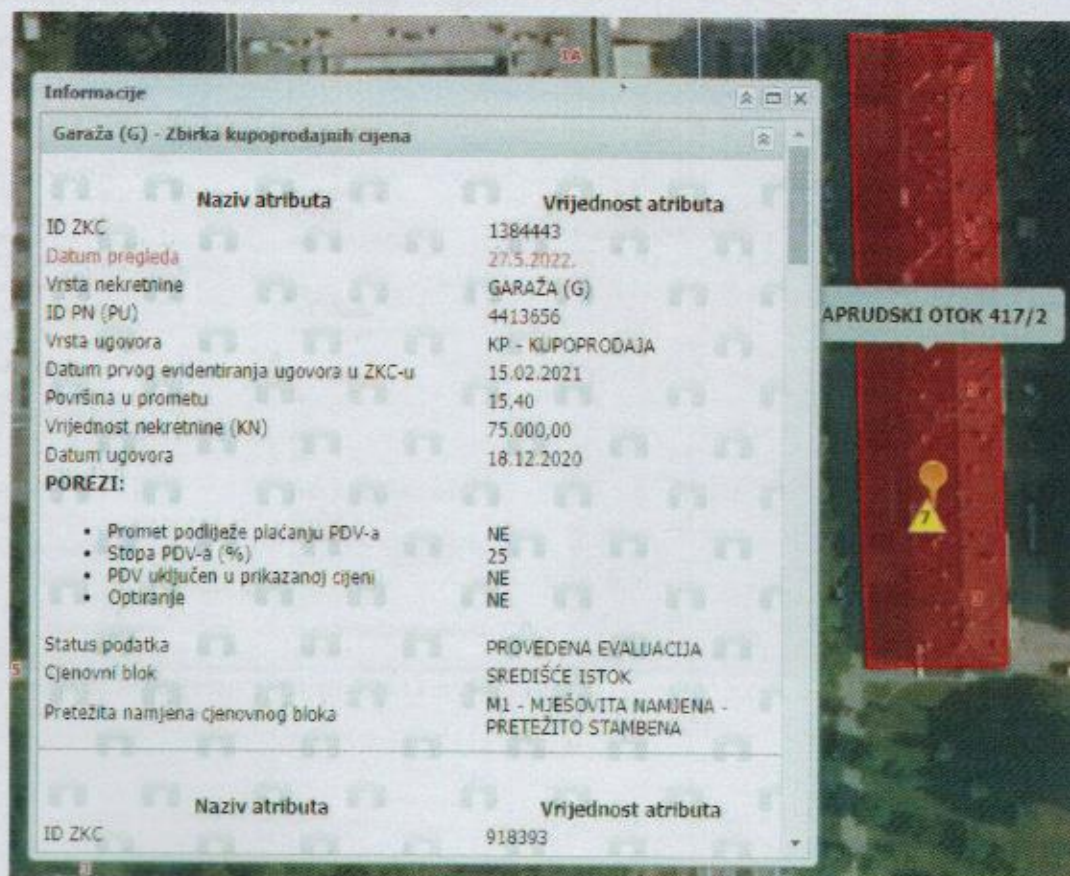 1A
Informacije
Garaža (G) - Zbirka kupoprodajnih cijena
Naziv atributa Vrijednost atributa
ID ZKC 1384443
Datum pregleda 27.5.2022.
Vrsta nekretnine GARAŽA (G)
ID PN (PU) 4413656
Vrsta ugovora KP - KUPOPRODAJA
Datum prvog evidentiranja ugovora u ZKC-u 15.02.2021
Površina u prometu 15,40
Vrijednost nekretnine (KN) 75.000,00
Datum ugovora 18.12.2020
POREZI:
• Promet podliježe plaćanju PDV-a NE
• Stopa PDV-a (%) 25
• PDV uključen u prikazanoj cijeni NE
• Optiranje NE
Status podatka PROVEDENA EVALUACIJA
Cjenovni blok SREDIŠĆE ISTOK
Pretežita namjena cjenovnog bloka M1 - MJEŠOVITA NAMJENA -
PRETEŽITO STAMBENA
Naziv atributa Vrijednost atributa
ID ZKC 918393
APRUDSKI OTOK 417/2
7
5